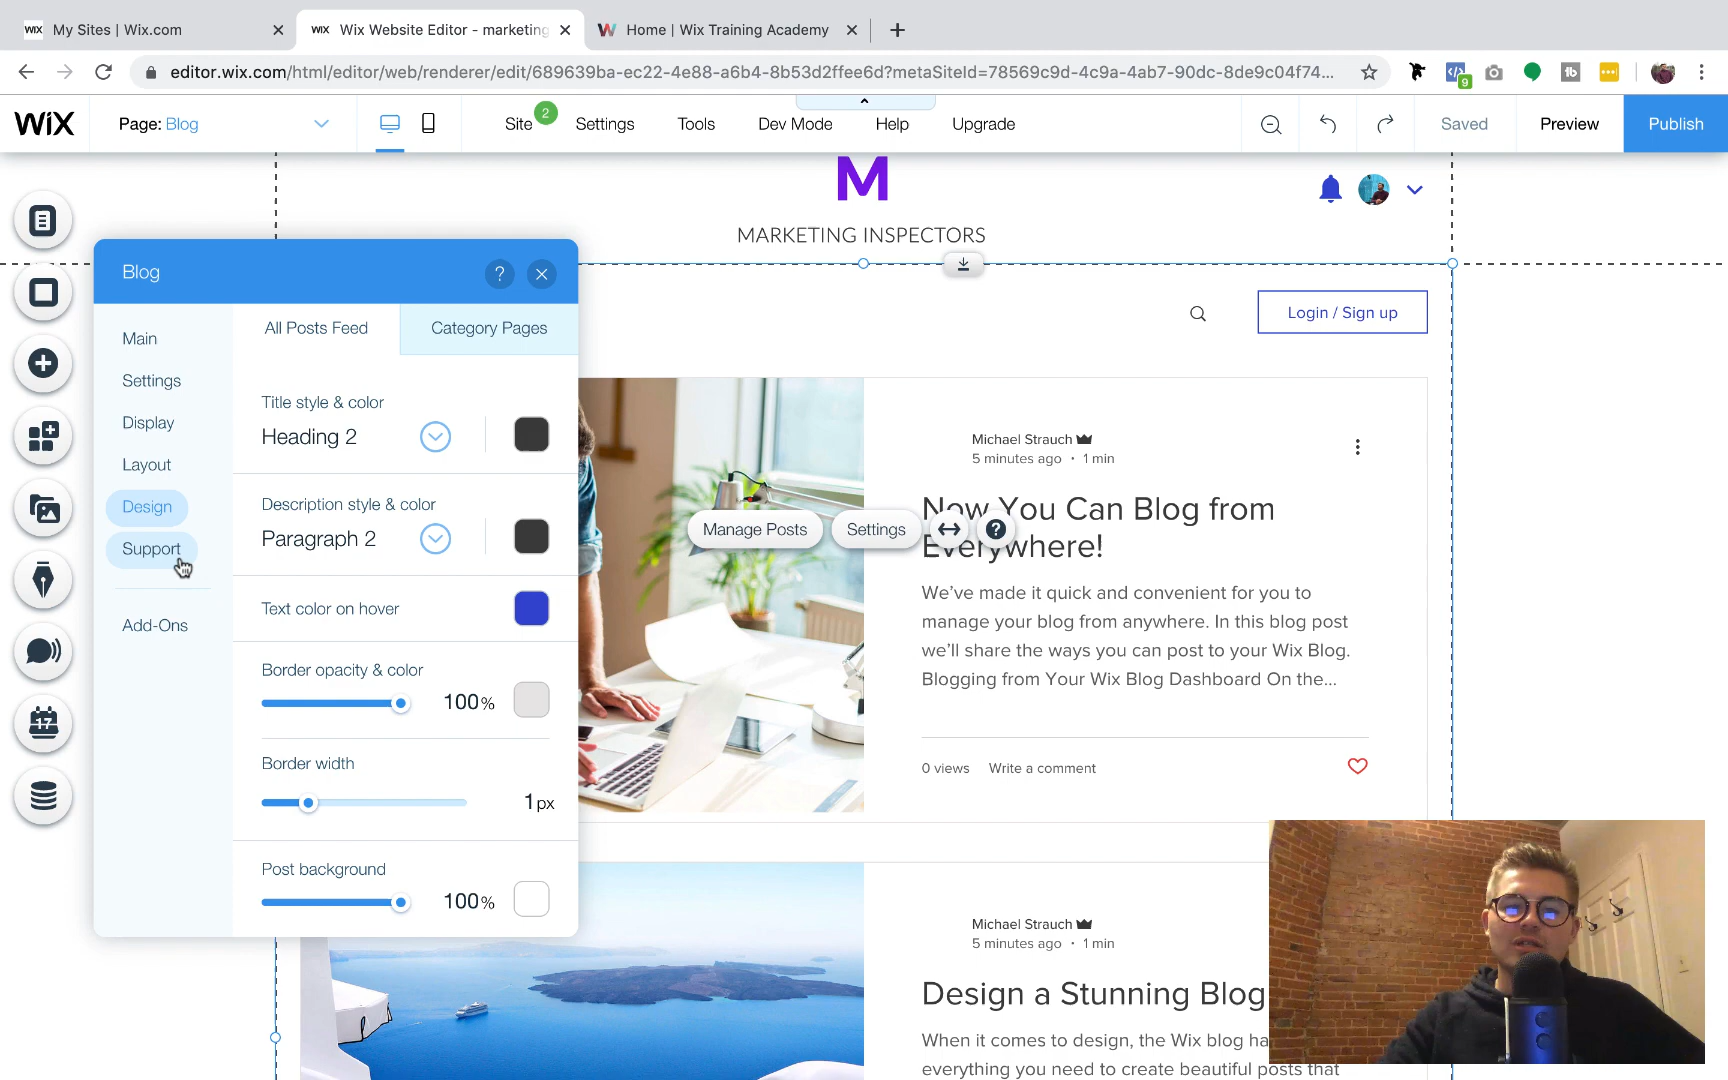 WIX My Sites | Wix.com
WIX Wix Website Editor - marketing
Home | Wix Training Academy
editor.wix.com/html/editor/web/renderer/edit/689639ba-ec22-4e88-a6b4-8b53d2ffee6d?metaSiteId=78569c9d-4c9a-4ab7-90dc-8de9c04f74...
9
WiX
Page: Blog
Site
2
Settings
Tools
Dev Mode
Help
Upgrade
Saved
Preview
Publish
M
MARKETING INSPECTORS
Blog
?
Main
Settings
Display
Layout
Design
Support
Add-Ons
All Posts Feed
Category Pages
Title style & color
Heading 2
Description style & color
Paragraph 2
Text color on hover
Border opacity & color
100%
Border width
1px
Post background
100%
17
Login / Sign up
Michael Strauch
5 minutes ago · 1 min
Now You Can Blog from
Everywhere!
Manage Posts
Settings
?
We've made it quick and convenient for you to
manage your blog from anywhere. In this blog post
we'll share the ways you can post to your Wix Blog.
Blogging from Your Wix Blog Dashboard On the...
0 views Write a comment
Michael Strauch
5 minutes ago · 1 min
Design a Stunning Blog
When it comes to design, the Wix blog ha
everything you need to create beautiful posts that